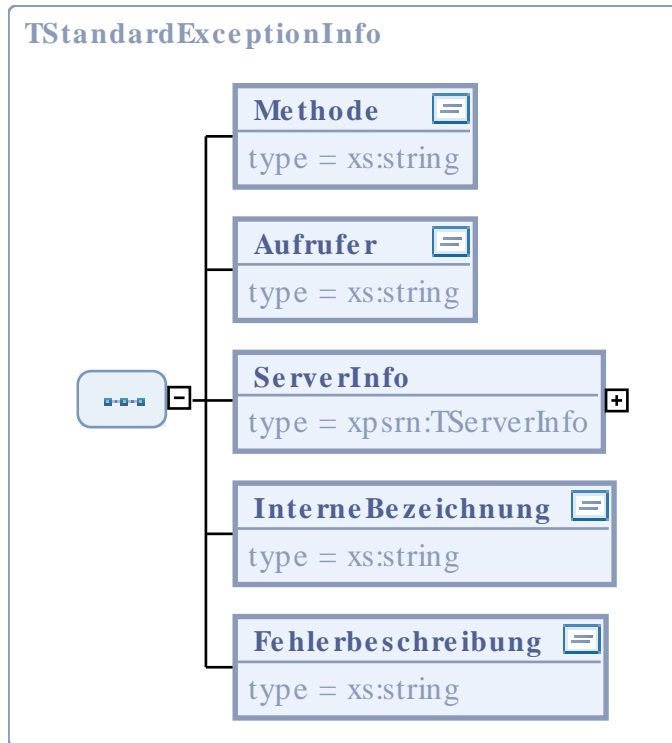 TStandardExceptionInfo
Methode
type = xs:string
Aufrufer
type = xs:string
ServerInfo
type = xpsrn:TServerInfo
InterneBezeichnung
type = xs:string
Fehlerbeschreibung
type = xs:string